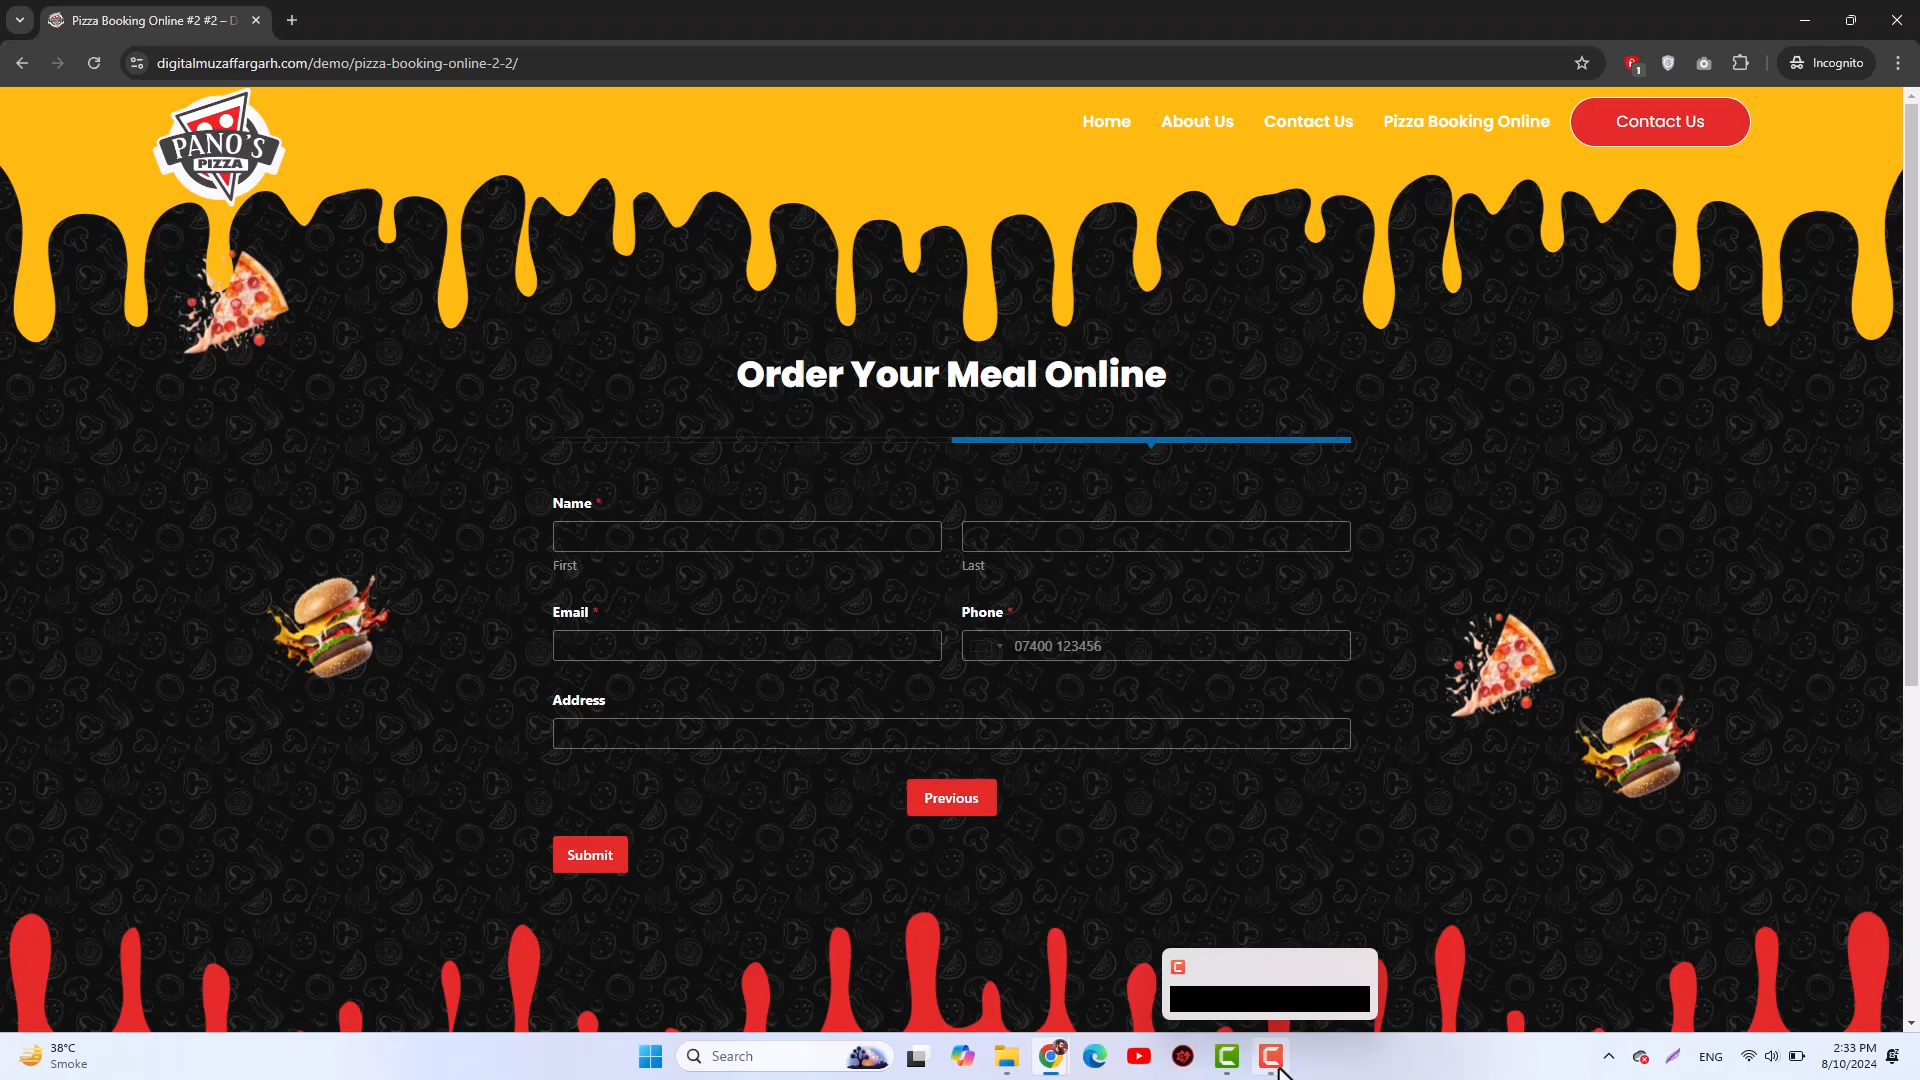 Pizza Booking Online #2 #2 – D
digitalmuzaffargarh.com/demo/pizza-booking-online-2-2/
1
Incognito
PANO'S
PIZZA
Home
About Us
Contact Us
Pizza Booking Online
Contact Us
Order Your Meal Online
Name *
First
Last
Email *
Phone *
07400 123456
Address
Previous
Submit
38°C
Smoke
Search
ENG
2:33 PM
8/10/2024